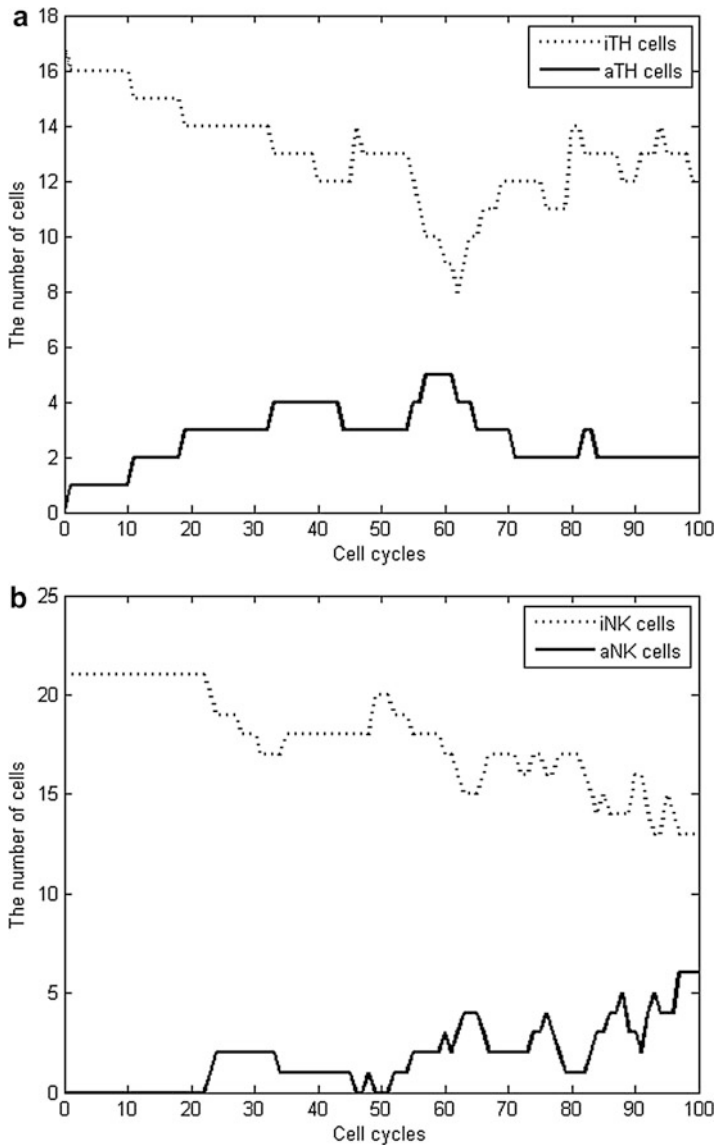 a
18
iTH cells
aTH cells
16
14
12
10
8
6
4
2
0
The number of cells
0 10 20 30 40 50 60 70 80 90 100
Cell cycles
b
25
iNK cells
aNK cells
20
15
10
5
0
The number of cells
0 10 20 30 40 50 60 70 80 90 100
Cell cycles